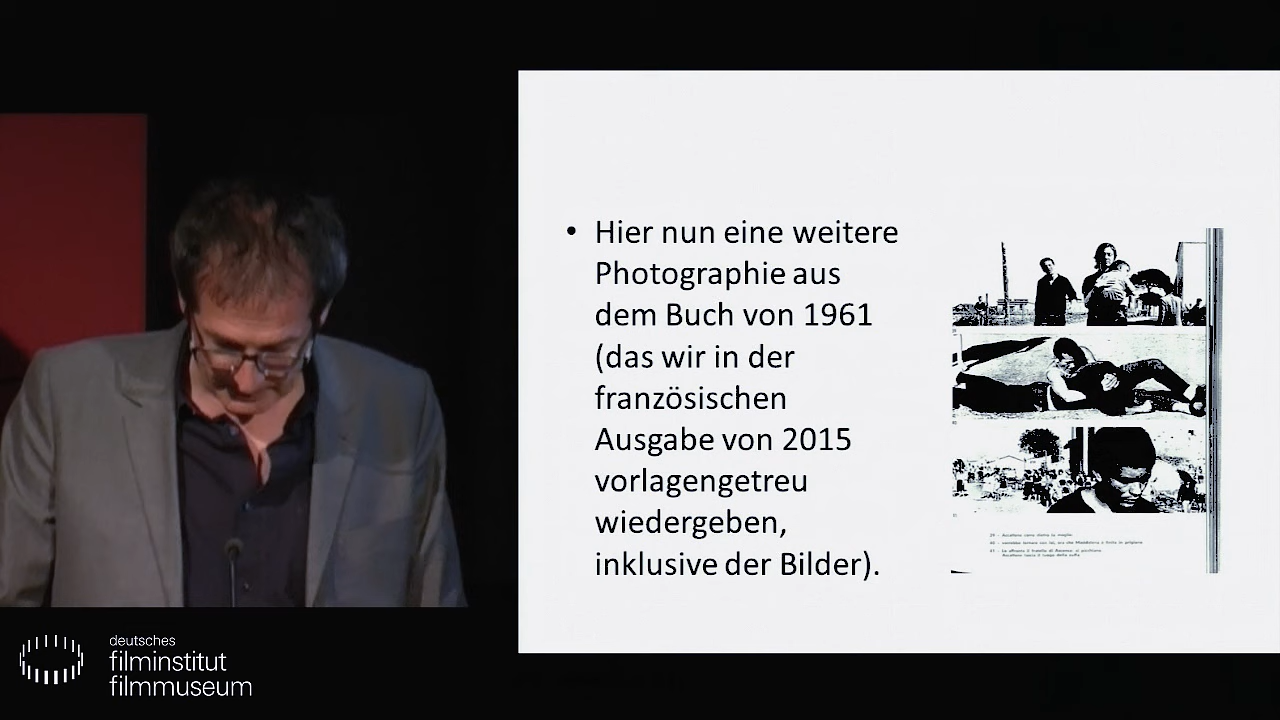 • Hier nun eine weitere
Photographie aus
dem Buch von 1961
(das wir in der
französischen
Ausgabe von 2015
vorlagengetreu
wiedergeben,
inklusive der Bilder).
deutsches
filminstitut
filmmuseum